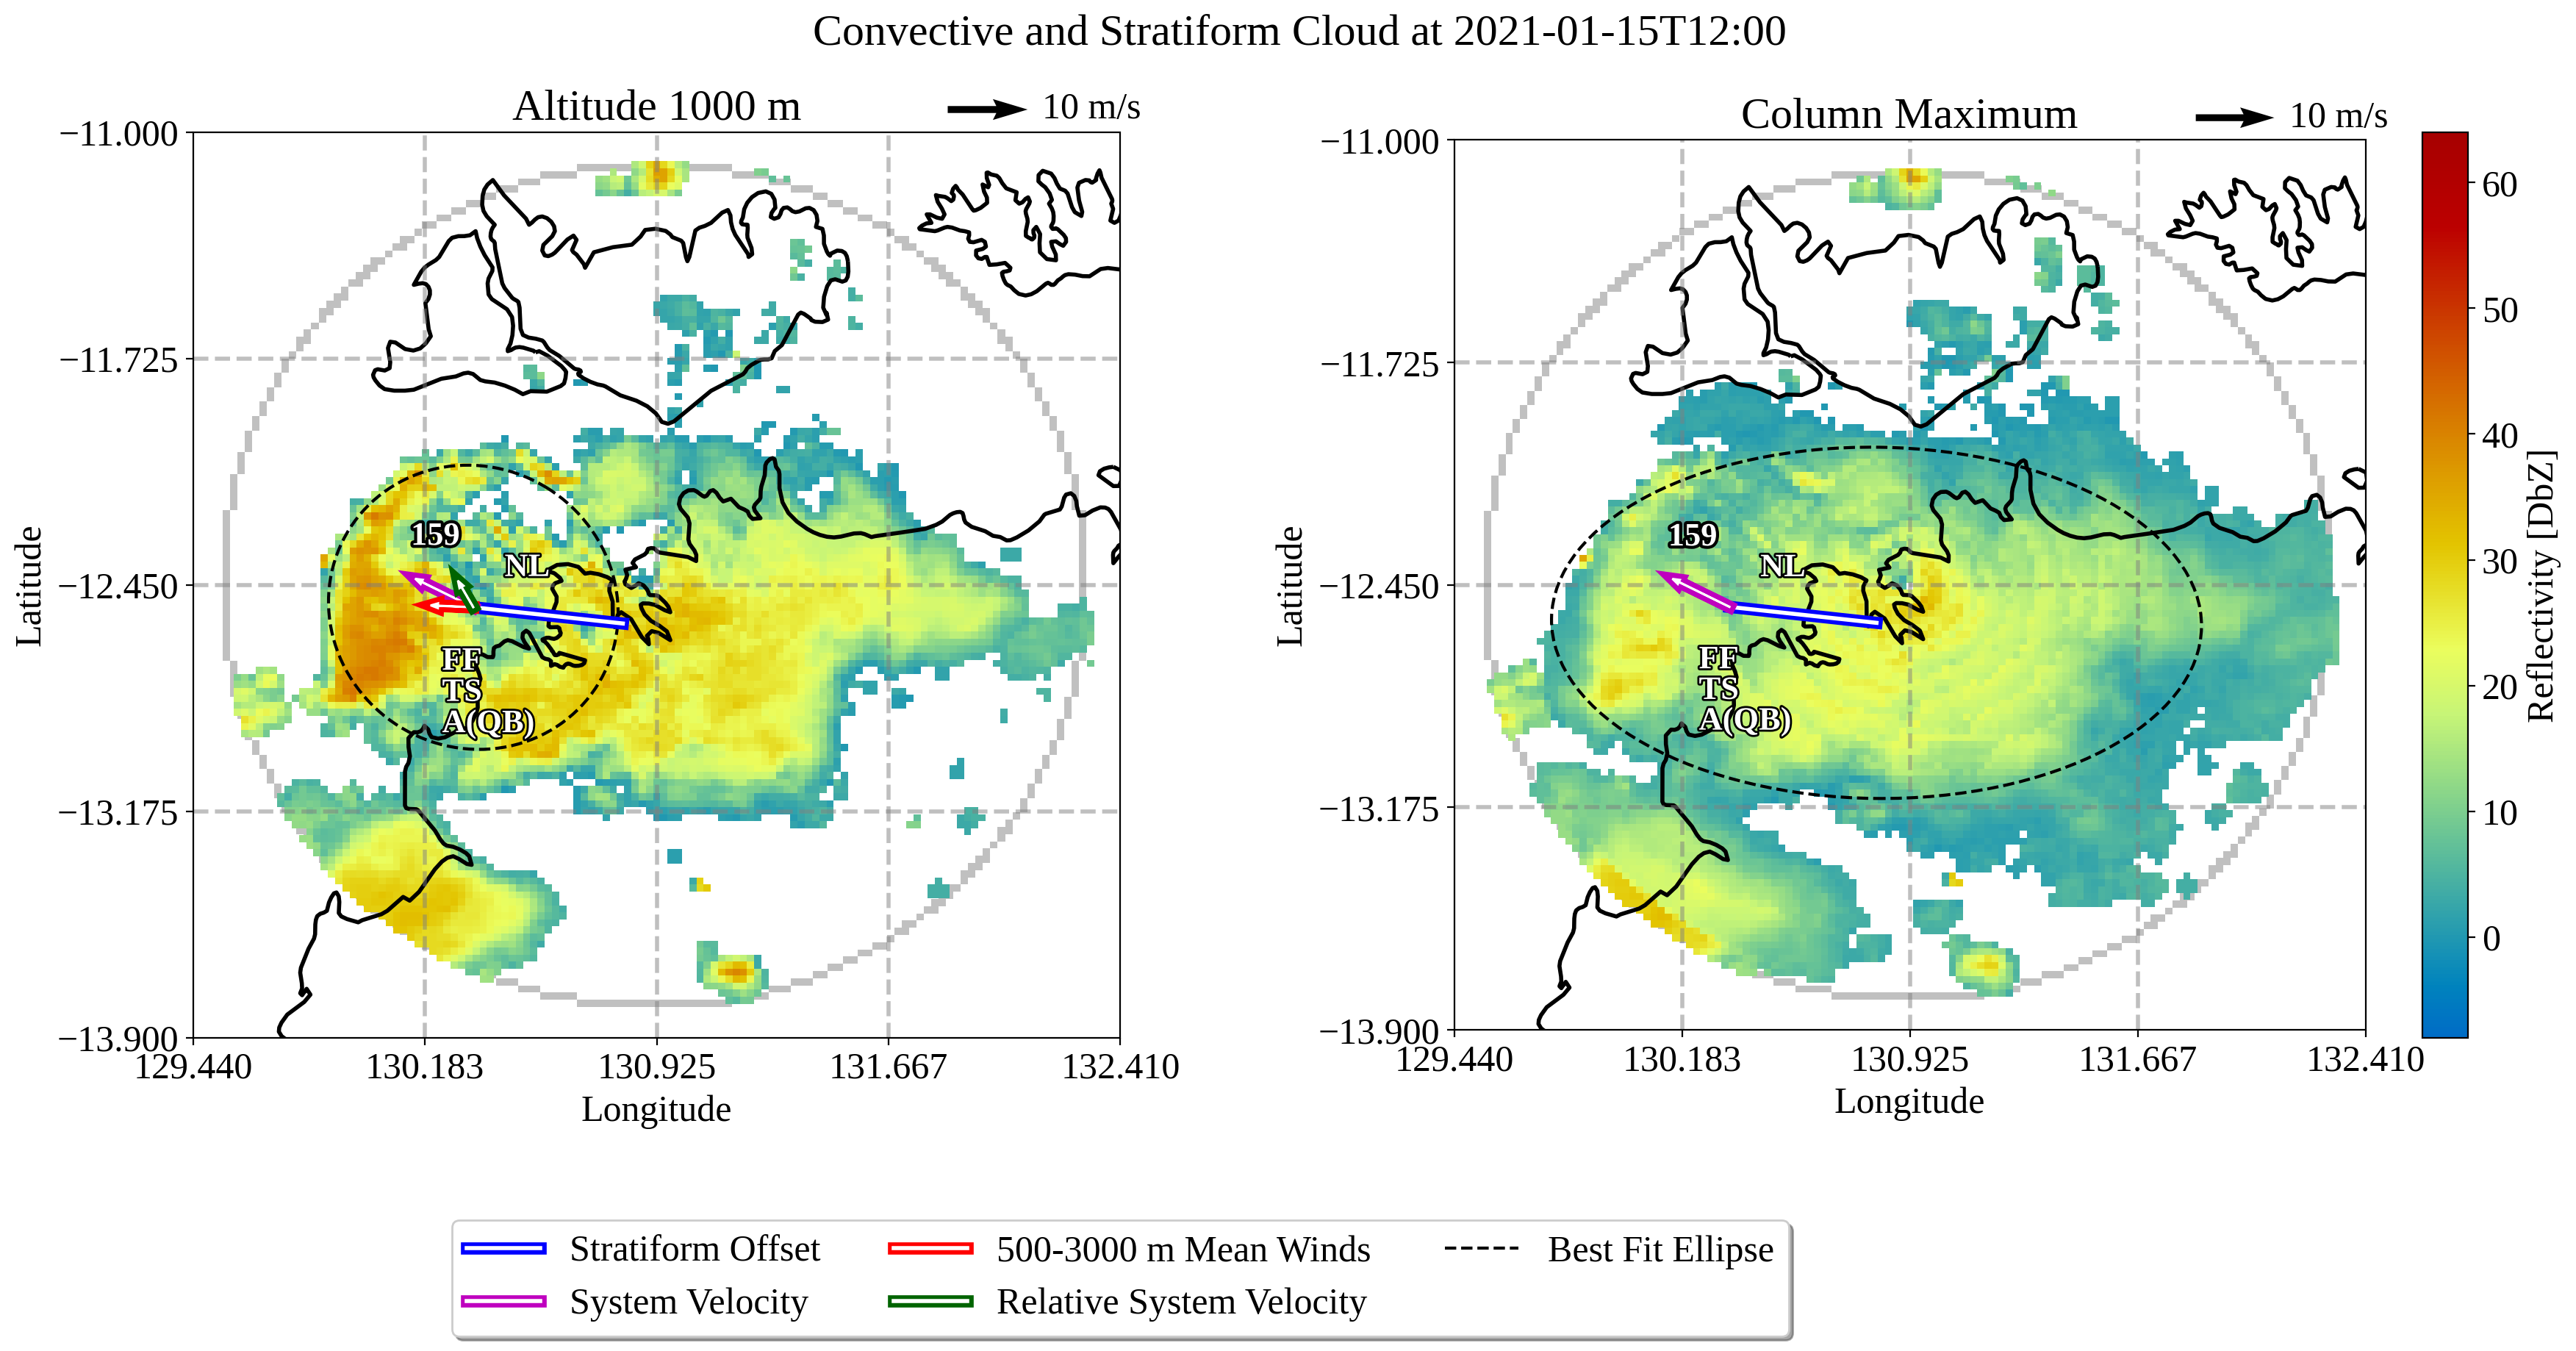 Convective and Stratiform Cloud at 2021-01-15T12:00
Altitude 1000 m
10 m/s
−11.000
−11.725
−12.450
−13.175
−13.900
Latitude
129.440
130.183
130.925
131.667
132.410
Longitude
159
NL
FF
TS
A(QB)
Column Maximum
10 m/s
−11.000
−11.725
−12.450
−13.175
−13.900
Latitude
129.440
130.183
130.925
131.667
132.410
Longitude
159
NL
FF
TS
A(QB)
60
50
40
30
20
10
0
Reflectivity [DbZ]
Stratiform Offset
System Velocity
500-3000 m Mean Winds
Relative System Velocity
Best Fit Ellipse